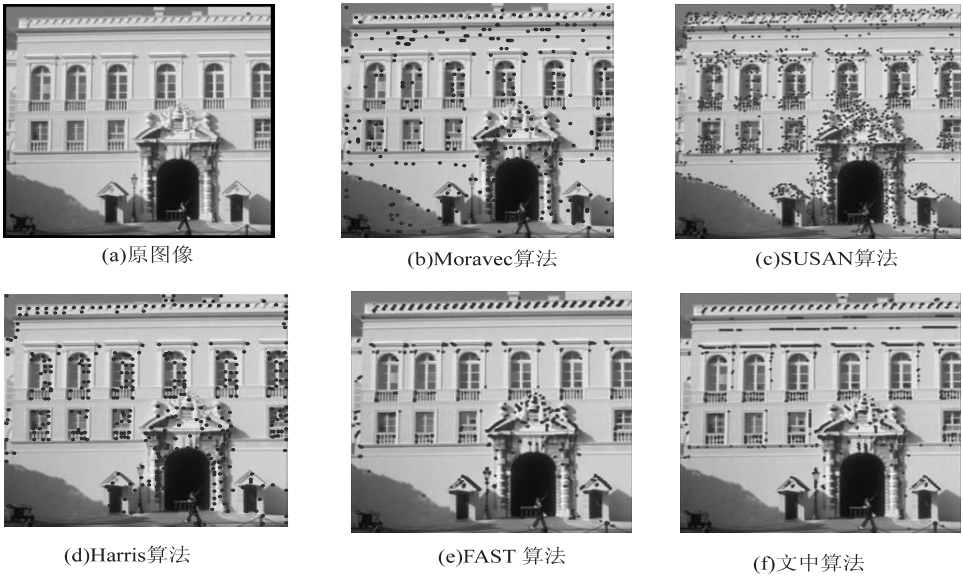 (a)原图像
(b)Moravec算法
(c)SUSAN算法
(d)Harris算法
(e)FAST 算法
(f)文中算法